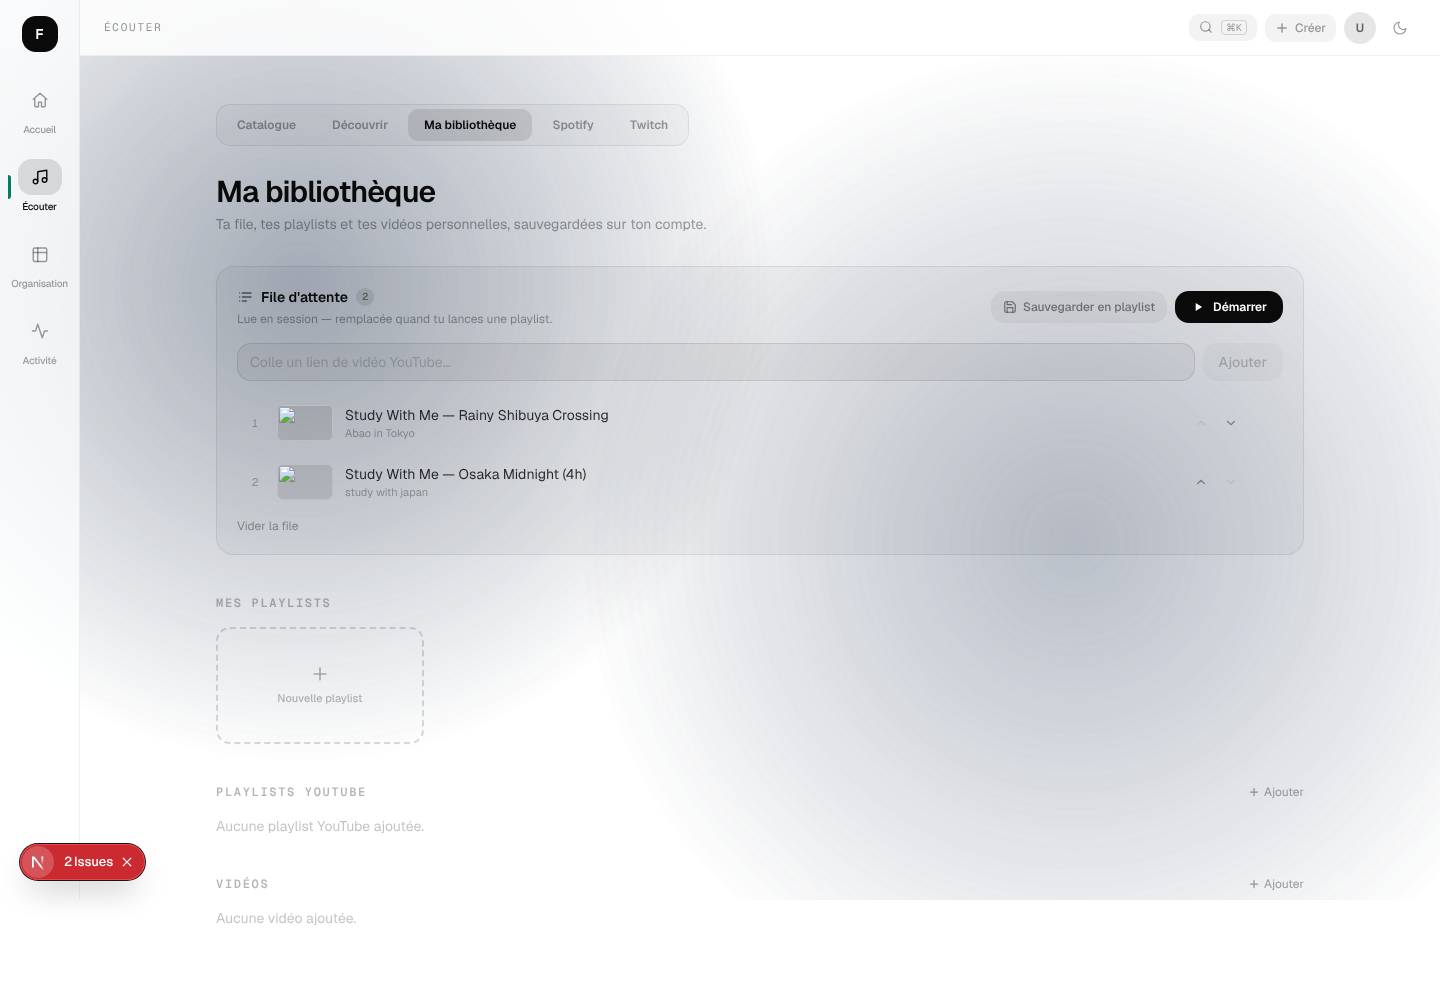 F
ÉCOUTER
⌘K
Créer
U
Accueil
Écouter
Organisation
Activité
Catalogue
Découvrir
Ma bibliothèque
Spotify
Twitch
Ma bibliothèque
Ta file, tes playlists et tes vidéos personnelles, sauvegardées sur ton compte.
File d'attente 2
Lue en session — remplacée quand tu lances une playlist.
Sauvegarder en playlist
Démarrer
Colle un lien de vidéo YouTube...
Ajouter
1
Study With Me — Rainy Shibuya Crossing
Abao in Tokyo
2
Study With Me — Osaka Midnight (4h)
study with japan
Vider la file
MES PLAYLISTS
Nouvelle playlist
PLAYLISTS YOUTUBE
Ajouter
Aucune playlist YouTube ajoutée.
VIDÉOS
Ajouter
Aucune vidéo ajoutée.
N
2 Issues